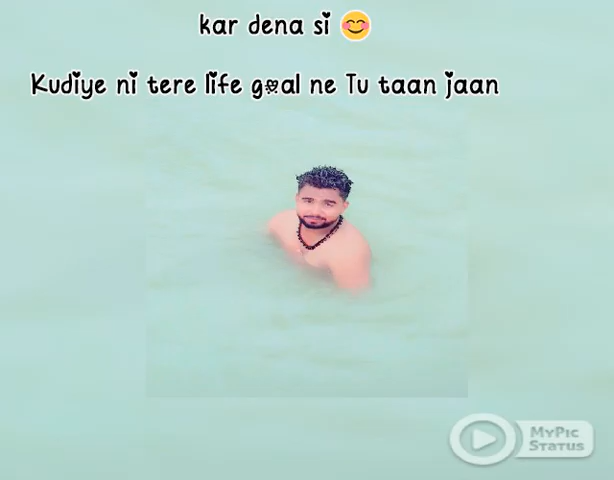 kar dena si 😊
Kudiye ni tere life goal ne Tu taan jaan
MyPic
Status